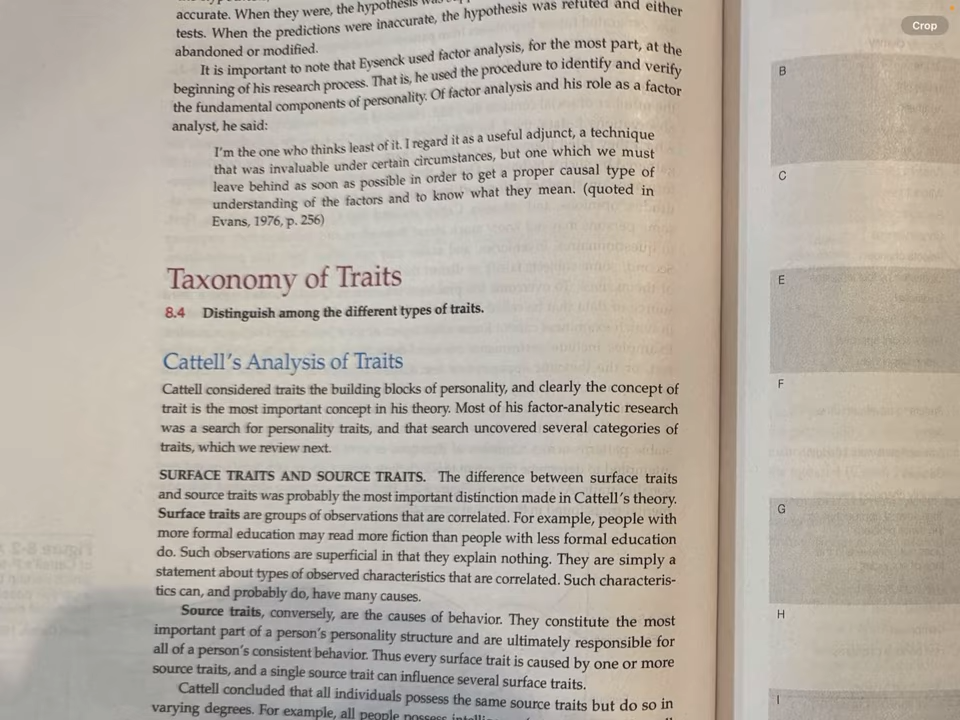 accurate. When they were, the hypothesis
tests. When the predictions were inaccurate, the hypothesis was refuted and either
abandoned or modified.
It is important to note that Eysenck used factor analysis, for the most part, at the
beginning of his research process. That is, he used the procedure to identify and verify
the fundamental components of personality. Of factor analysis and his role as a factor
analyst, he said:
I'm the one who thinks least of it. I regard it as a useful adjunct, a technique
that was invaluable under certain circumstances, but one which we must
leave behind as soon as possible in order to get a proper causal type of
understanding of the factors and to know what they mean. (quoted in
Evans, 1976, p. 256)
Taxonomy of Traits
8.4 Distinguish among the different types of traits.
Cattell's Analysis of Traits
Cattell considered traits the building blocks of personality, and clearly the concept of
trait is the most important concept in his theory. Most of his factor-analytic research
was a search for personality traits, and that search uncovered several categories of
traits, which we review next.
SURFACE TRAITS AND SOURCE TRAITS. The difference between surface traits
and source traits was probably the most important distinction made in Cattell's theory.
Surface traits are groups of observations that are correlated. For example, people with
more formal education may read more fiction than people with less formal education
do. Such observations are superficial in that they explain nothing. They are simply a
statement about types of observed characteristics that are correlated. Such characteris-
tics can, and probably do, have many causes.
Source traits, conversely, are the causes of behavior. They constitute the most
important part of a person's personality structure and are ultimately responsible for
all of a person's consistent behavior. Thus every surface trait is caused by one or more
source traits, and a single source trait can influence several surface traits.
Cattell concluded that all individuals possess the same source traits but do so in
varying degrees. For example, all people possess
Crop
B
C
E
F
G
H
I